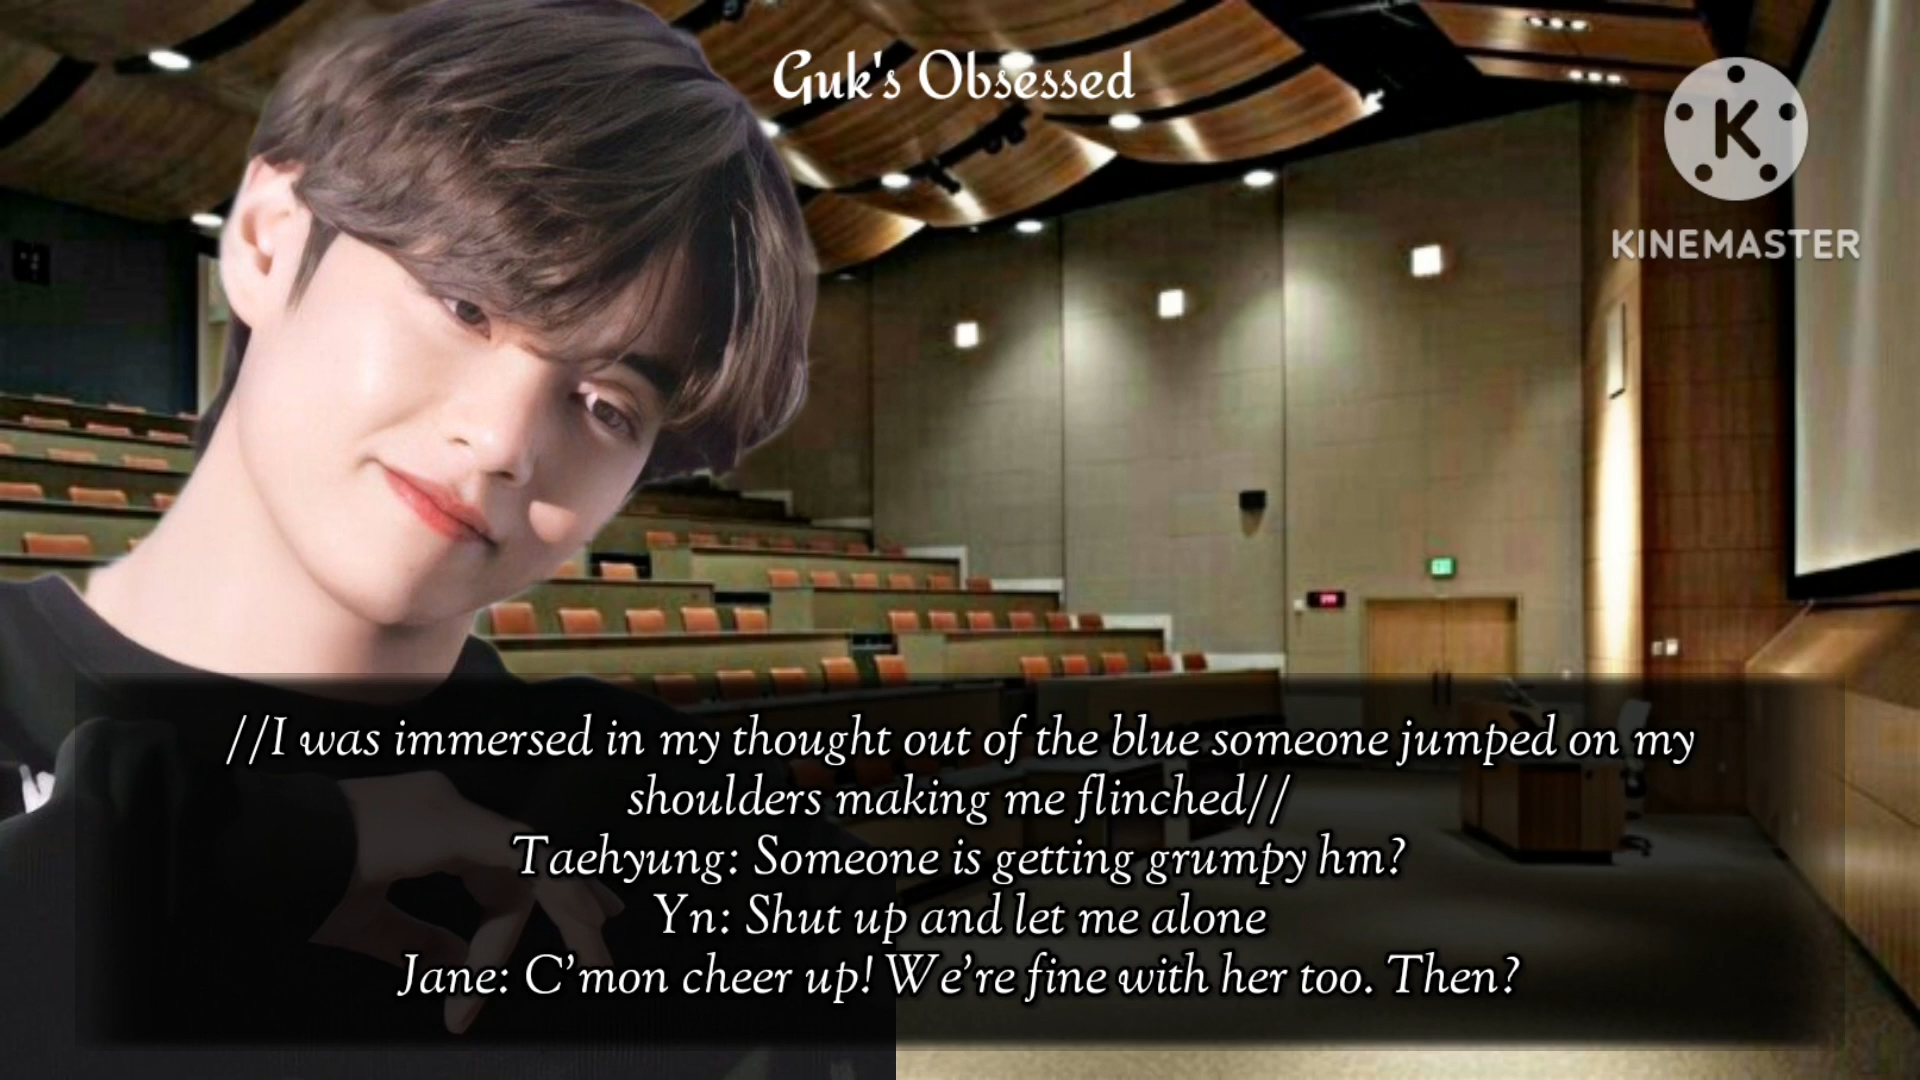 Guk's Obsessed
K
KINEMASTER
//I was immersed in my thought out of the blue someone jumped on my
shoulders making me flinched//
Taehyung: Someone is getting grumpy hm?
Yn: Shut up and let me alone
Jane: C’mon cheer up! We’re fine with her too. Then?